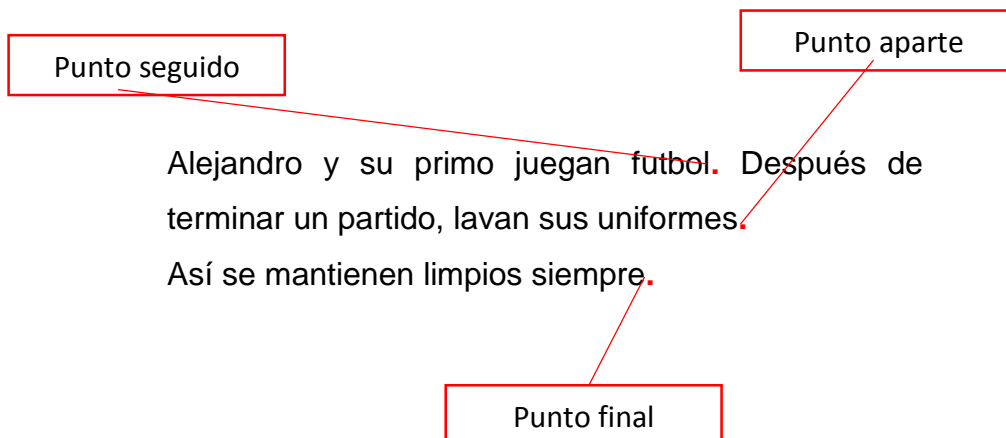 Punto aparte
Punto seguido
Alejandro y su primo juegan futbol. Después de
terminar un partido, lavan sus uniformes.
Así se mantienen limpios siempre.
Punto final